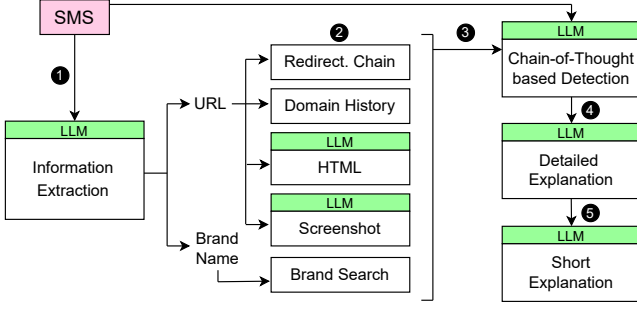 SMS
1
LLM
Information
Extraction
URL
Brand
Name
2
Redirect. Chain
Domain History
LLM
HTML
LLM
Screenshot
Brand Search
3
LLM
Chain-of-Thought
based Detection
4
LLM
Detailed
Explanation
5
LLM
Short
Explanation